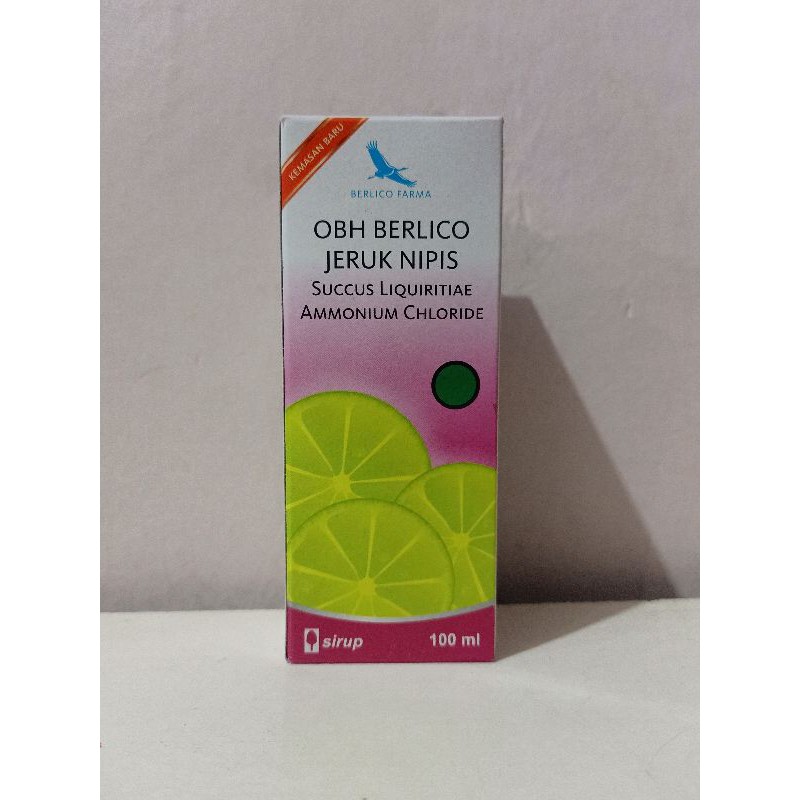 KEMASAN BARU
BERLICO FARMA
OBH BERLICO
JERUK NIPIS
SUCCUS LIQUIRITIAE
AMMONIUM CHLORIDE
sirup
100 ml